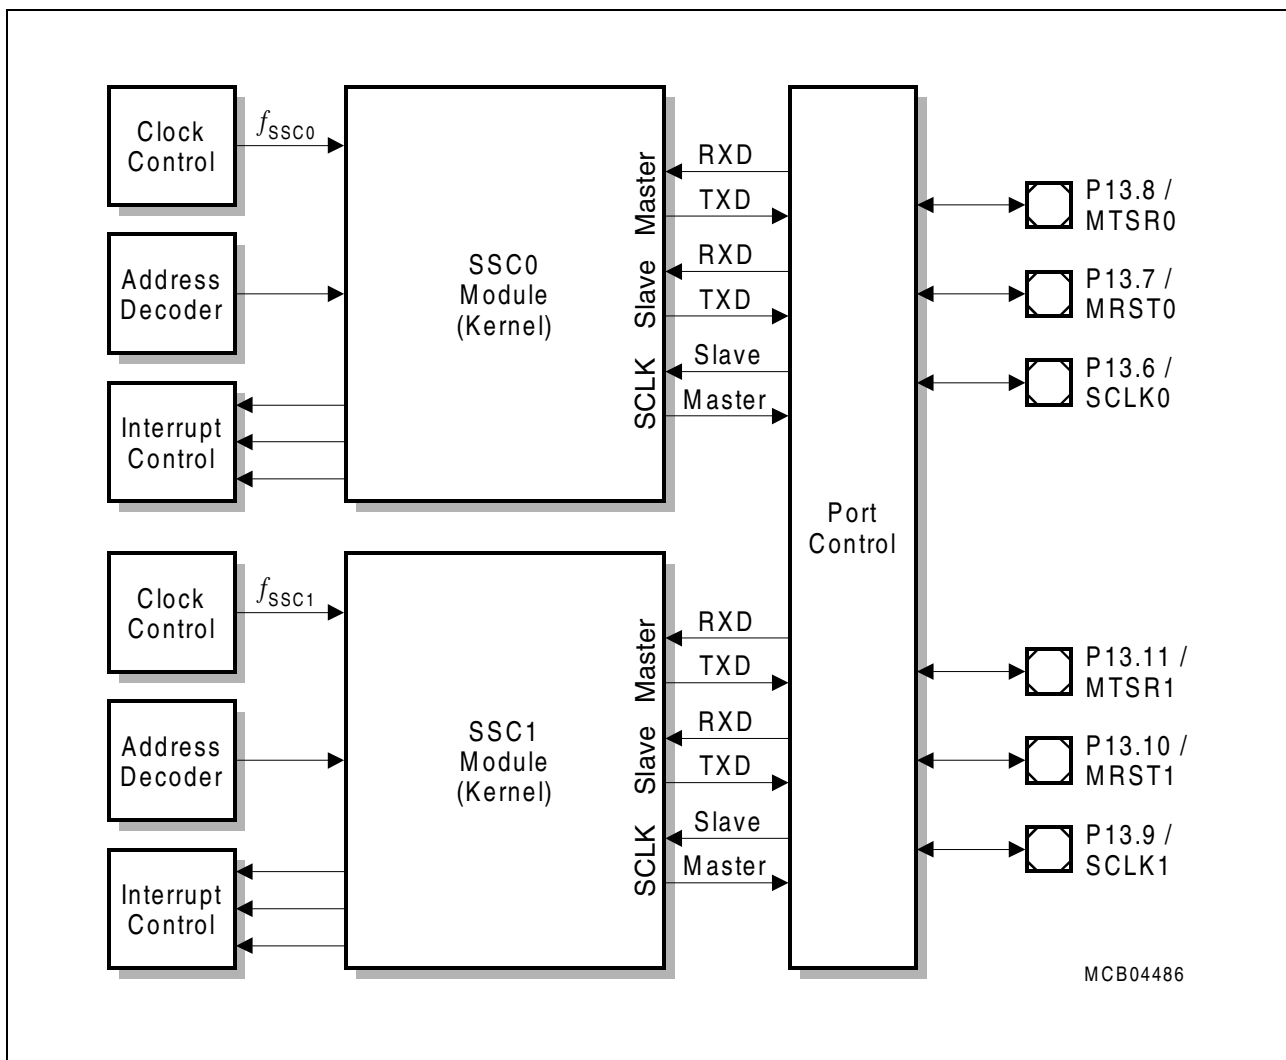 Clock
Control
fSSC0
Address
Decoder
Interrupt
Control
SSC0
Module
(Kernel)
Master
Slave
SCLK
RXD
TXD
RXD
TXD
Slave
Master
Port
Control
P13.8 /
MTSR0
P13.7 /
MRST0
P13.6 /
SCLK0
Clock
Control
fSSC1
Address
Decoder
Interrupt
Control
SSC1
Module
(Kernel)
Master
Slave
SCLK
RXD
TXD
RXD
TXD
Slave
Master
P13.11 /
MTSR1
P13.10 /
MRST1
P13.9 /
SCLK1
MCB04486